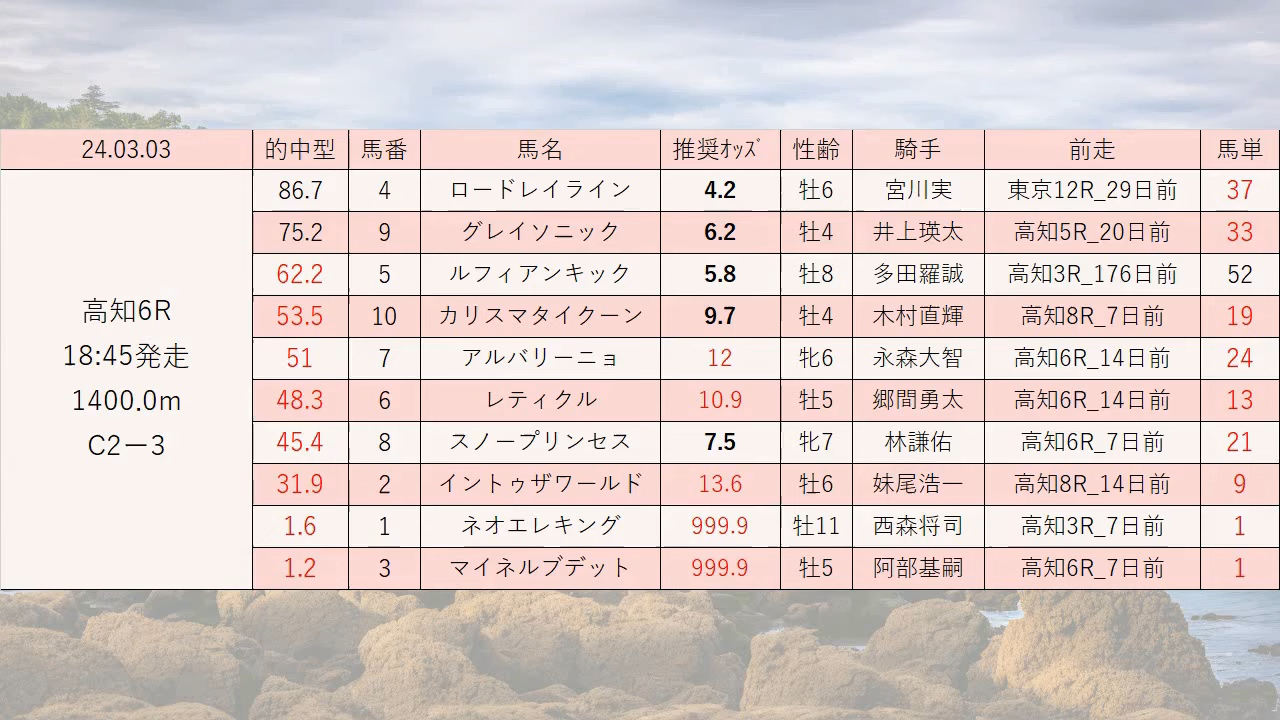 24.03.03 的中型 馬番 馬名 推奨ｵｯｽﾞ 性齢 騎手 前走 馬単
86.7 4 ロードレイライン 4.2 牡6 宮川実 東京12R_29日前 37
75.2 9 グレイソニック 6.2 牡4 井上瑛太 高知5R_20日前 33
62.2 5 ルフィアンキック 5.8 牡8 多田羅誠 高知3R_176日前 52
53.5 10 カリスマタイクーン 9.7 牡4 木村直輝 高知8R_7日前 19
51 7 アルバリーニョ 12 牝6 永森大智 高知6R_14日前 24
48.3 6 レティクル 10.9 牡5 郷間勇太 高知6R_14日前 13
45.4 8 スノープリンセス 7.5 牝7 林謙佑 高知6R_7日前 21
31.9 2 イントゥザワールド 13.6 牡6 妹尾浩一 高知8R_14日前 9
1.6 1 ネオエレキング 999.9 牡11 西森将司 高知3R_7日前 1
1.2 3 マイネルブデット 999.9 牡5 阿部基嗣 高知6R_7日前 1
高知6R
18:45発走
1400.0m
C2ー3